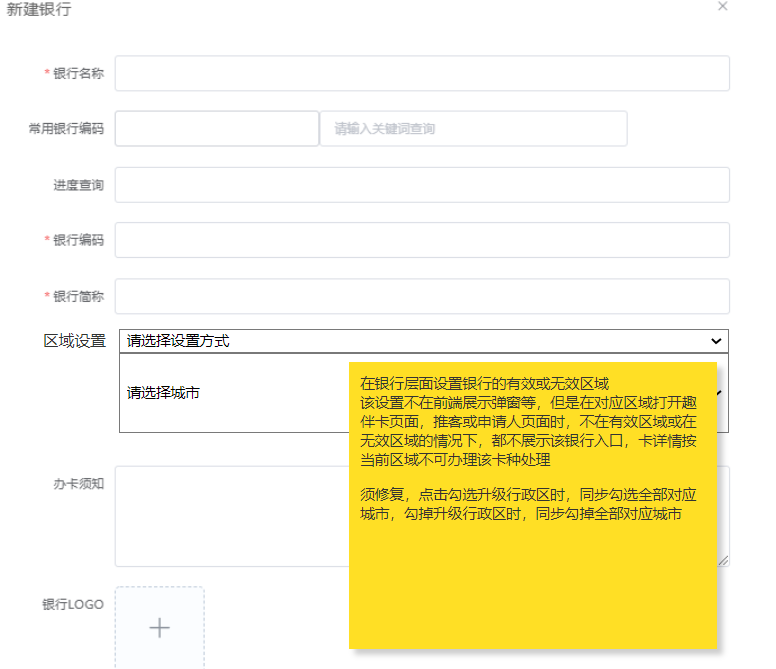 新建银行
* 银行名称
常用银行编码
请输入关键词查询
进度查询
* 银行编码
* 银行简称
区域设置
请选择设置方式
请选择城市
在银行层面设置银行的有效或无效区域
该设置不在前端展示弹窗等，但是在对应区域打开趣
伴卡页面，推客或申请人页面时，不在有效区域或在
无效区域的情况下，都不展示该银行入口，卡详情按
当前区域不可办理该卡种处理
须修复，点击勾选升级行政区时，同步勾选全部对应
城市，勾掉升级行政区时，同步勾掉全部对应城市
办卡须知
银行LOGO